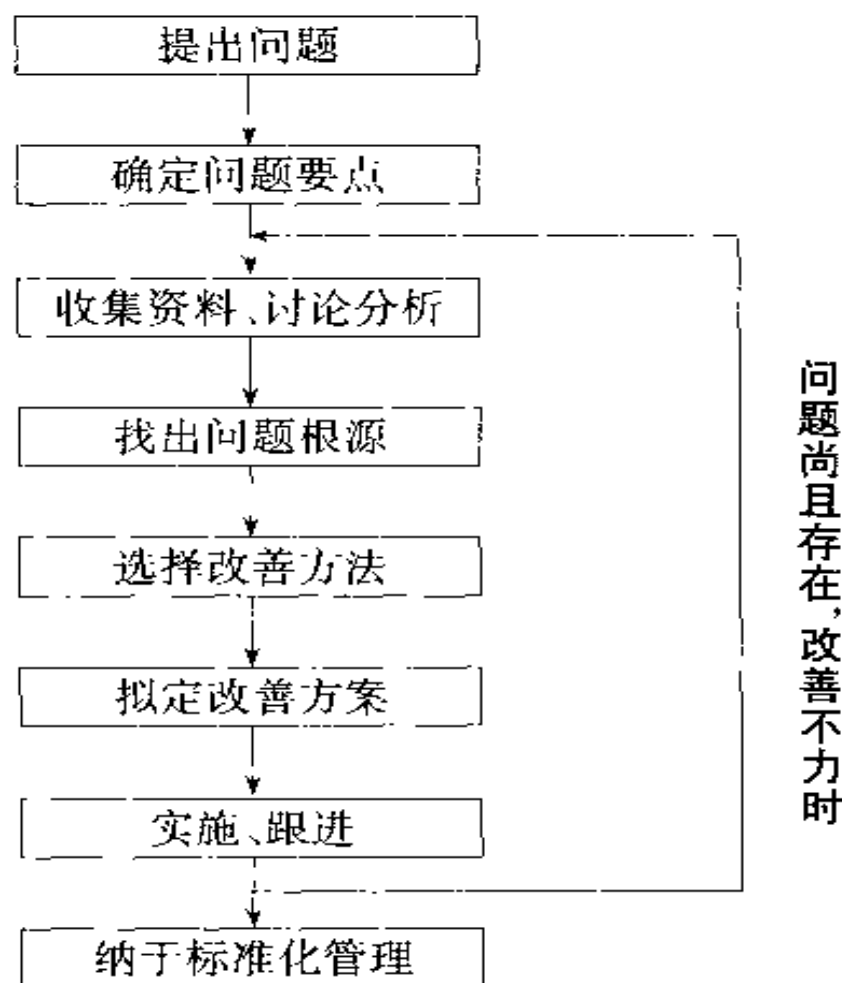 提出问题
确定问题要点
收集资料、讨论分析
找出问题根源
选择改善方法
拟定改善方案
实施、跟进
纳于标准化管理
问题尚且存在,改善不力时